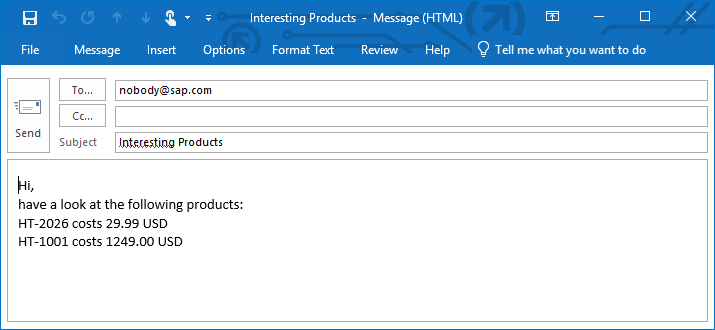 Interesting Products - Message (HTML)
File Message Insert Options Format Text Review Help Tell me what you want to do
To... nobody@sap.com
Cc...
Send
Subject Interesting Products
Hi,
have a look at the following products:
HT-2026 costs 29.99 USD
HT-1001 costs 1249.00 USD